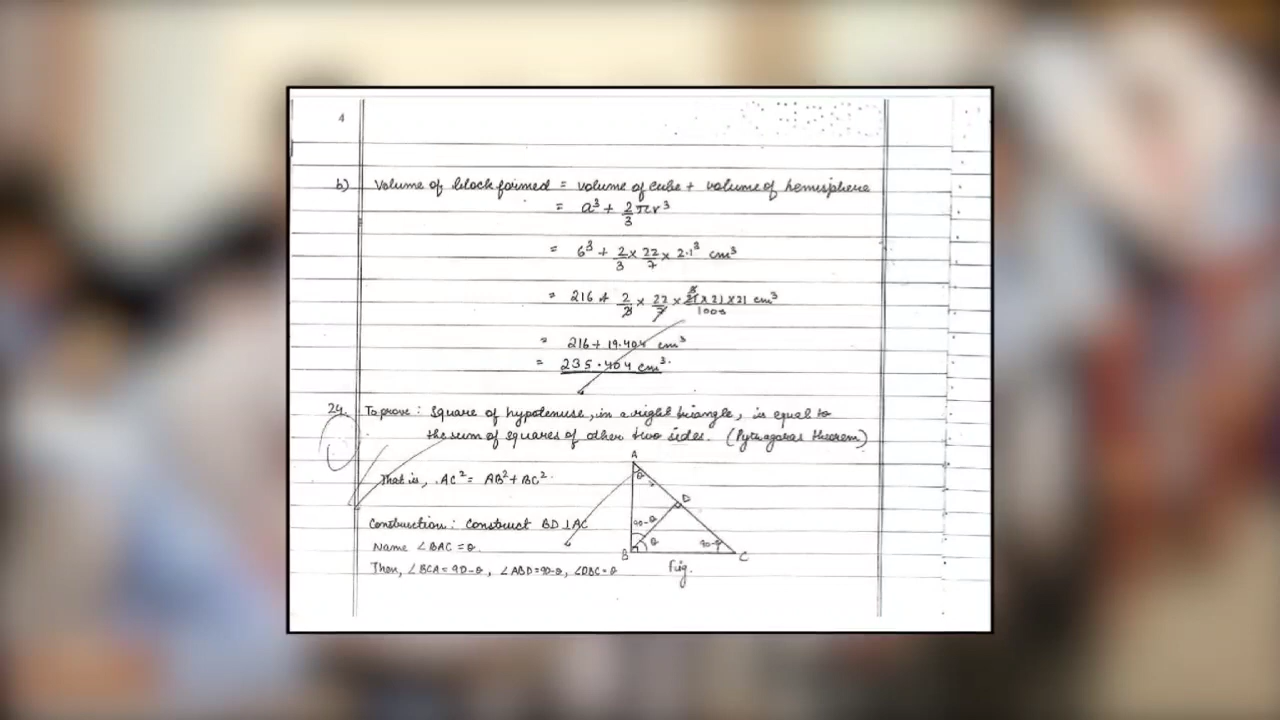 4
b) Volume of block formed = volume of cube + volume of hemisphere
= a³ + 2/3 πr³
= 6³ + 2/3 × 22/7 × 2.1³ cm³
= 216 + 2/3 × 22/7 × 21 × 21 × 21/1000 cm³
= 216 + 19.404 cm³
= 235.404 cm³.
24. To prove : Square of hypotenuse, in a right triangle, is equal to
the sum of squares of other two sides. (Pythagoras theorem)
That is, AC² = AB² + BC².
A
θ
D
Construction : Construct BD ⊥ AC
90-θ
Name ∠BAC = θ.
θ
90-θ
B
C
Then, ∠BCA = 90-θ, ∠ABD = 90-θ, ∠DBC = θ
Fig.